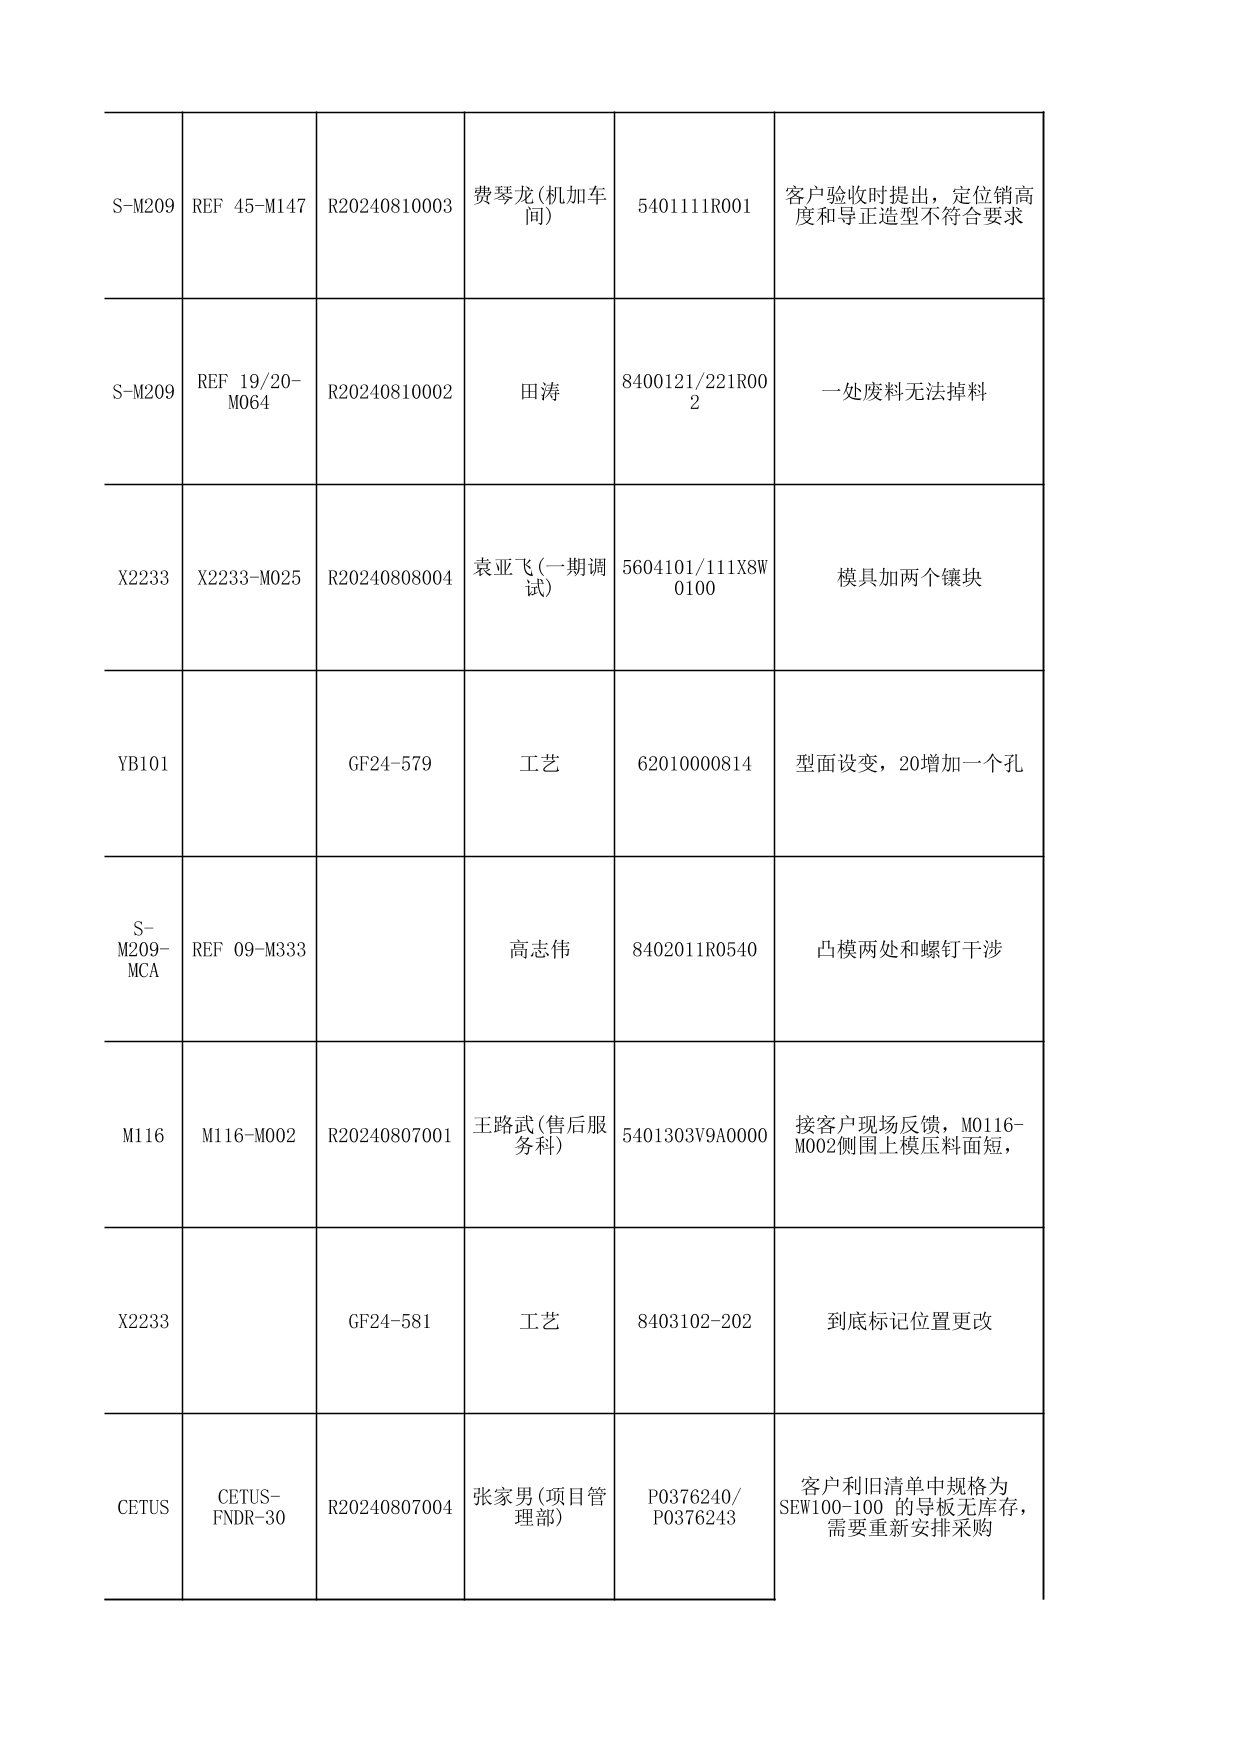 S-M209 REF 45-M147 R20240810003 费琴龙(机加车
间) 5401111R001 客户验收时提出，定位销高
度和导正造型不符合要求
S-M209 REF 19/20-
M064 R20240810002 田涛 8400121/221R00
2 一处废料无法掉料
X2233 X2233-M025 R20240808004 袁亚飞(一期调
试) 5604101/111X8W
0100 模具加两个镶块
YB101 GF24-579 工艺 62010000814 型面设变，20增加一个孔
S-
M209-
MCA REF 09-M333 高志伟 8402011R0540 凸模两处和螺钉干涉
M116 M116-M002 R20240807001 王路武(售后服
务科) 5401303V9A0000 接客户现场反馈，M0116-
M002侧围上模压料面短，
X2233 GF24-581 工艺 8403102-202 到底标记位置更改
CETUS CETUS-
FNDR-30 R20240807004 张家男(项目管
理部) P0376240/
P0376243 客户利旧清单中规格为
SEW100-100 的导板无库存，
需要重新安排采购